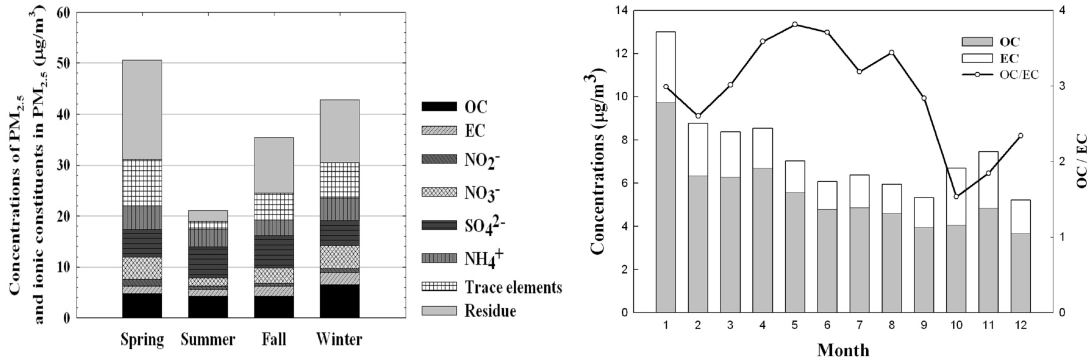 Concentrations of PM2.5
and ionic constituents in PM2.5 (µg/m3)
60
50
40
30
20
10
0
Spring Summer Fall Winter
OC
EC
NO2-
NO3-
SO42-
NH4+
Trace elements
Residue
Concentrations (µg/m3)
14
12
10
8
6
4
2
0
1 2 3 4 5 6 7 8 9 10 11 12
Month
OC
EC
OC/EC
4
3
2
1
0
OC / EC